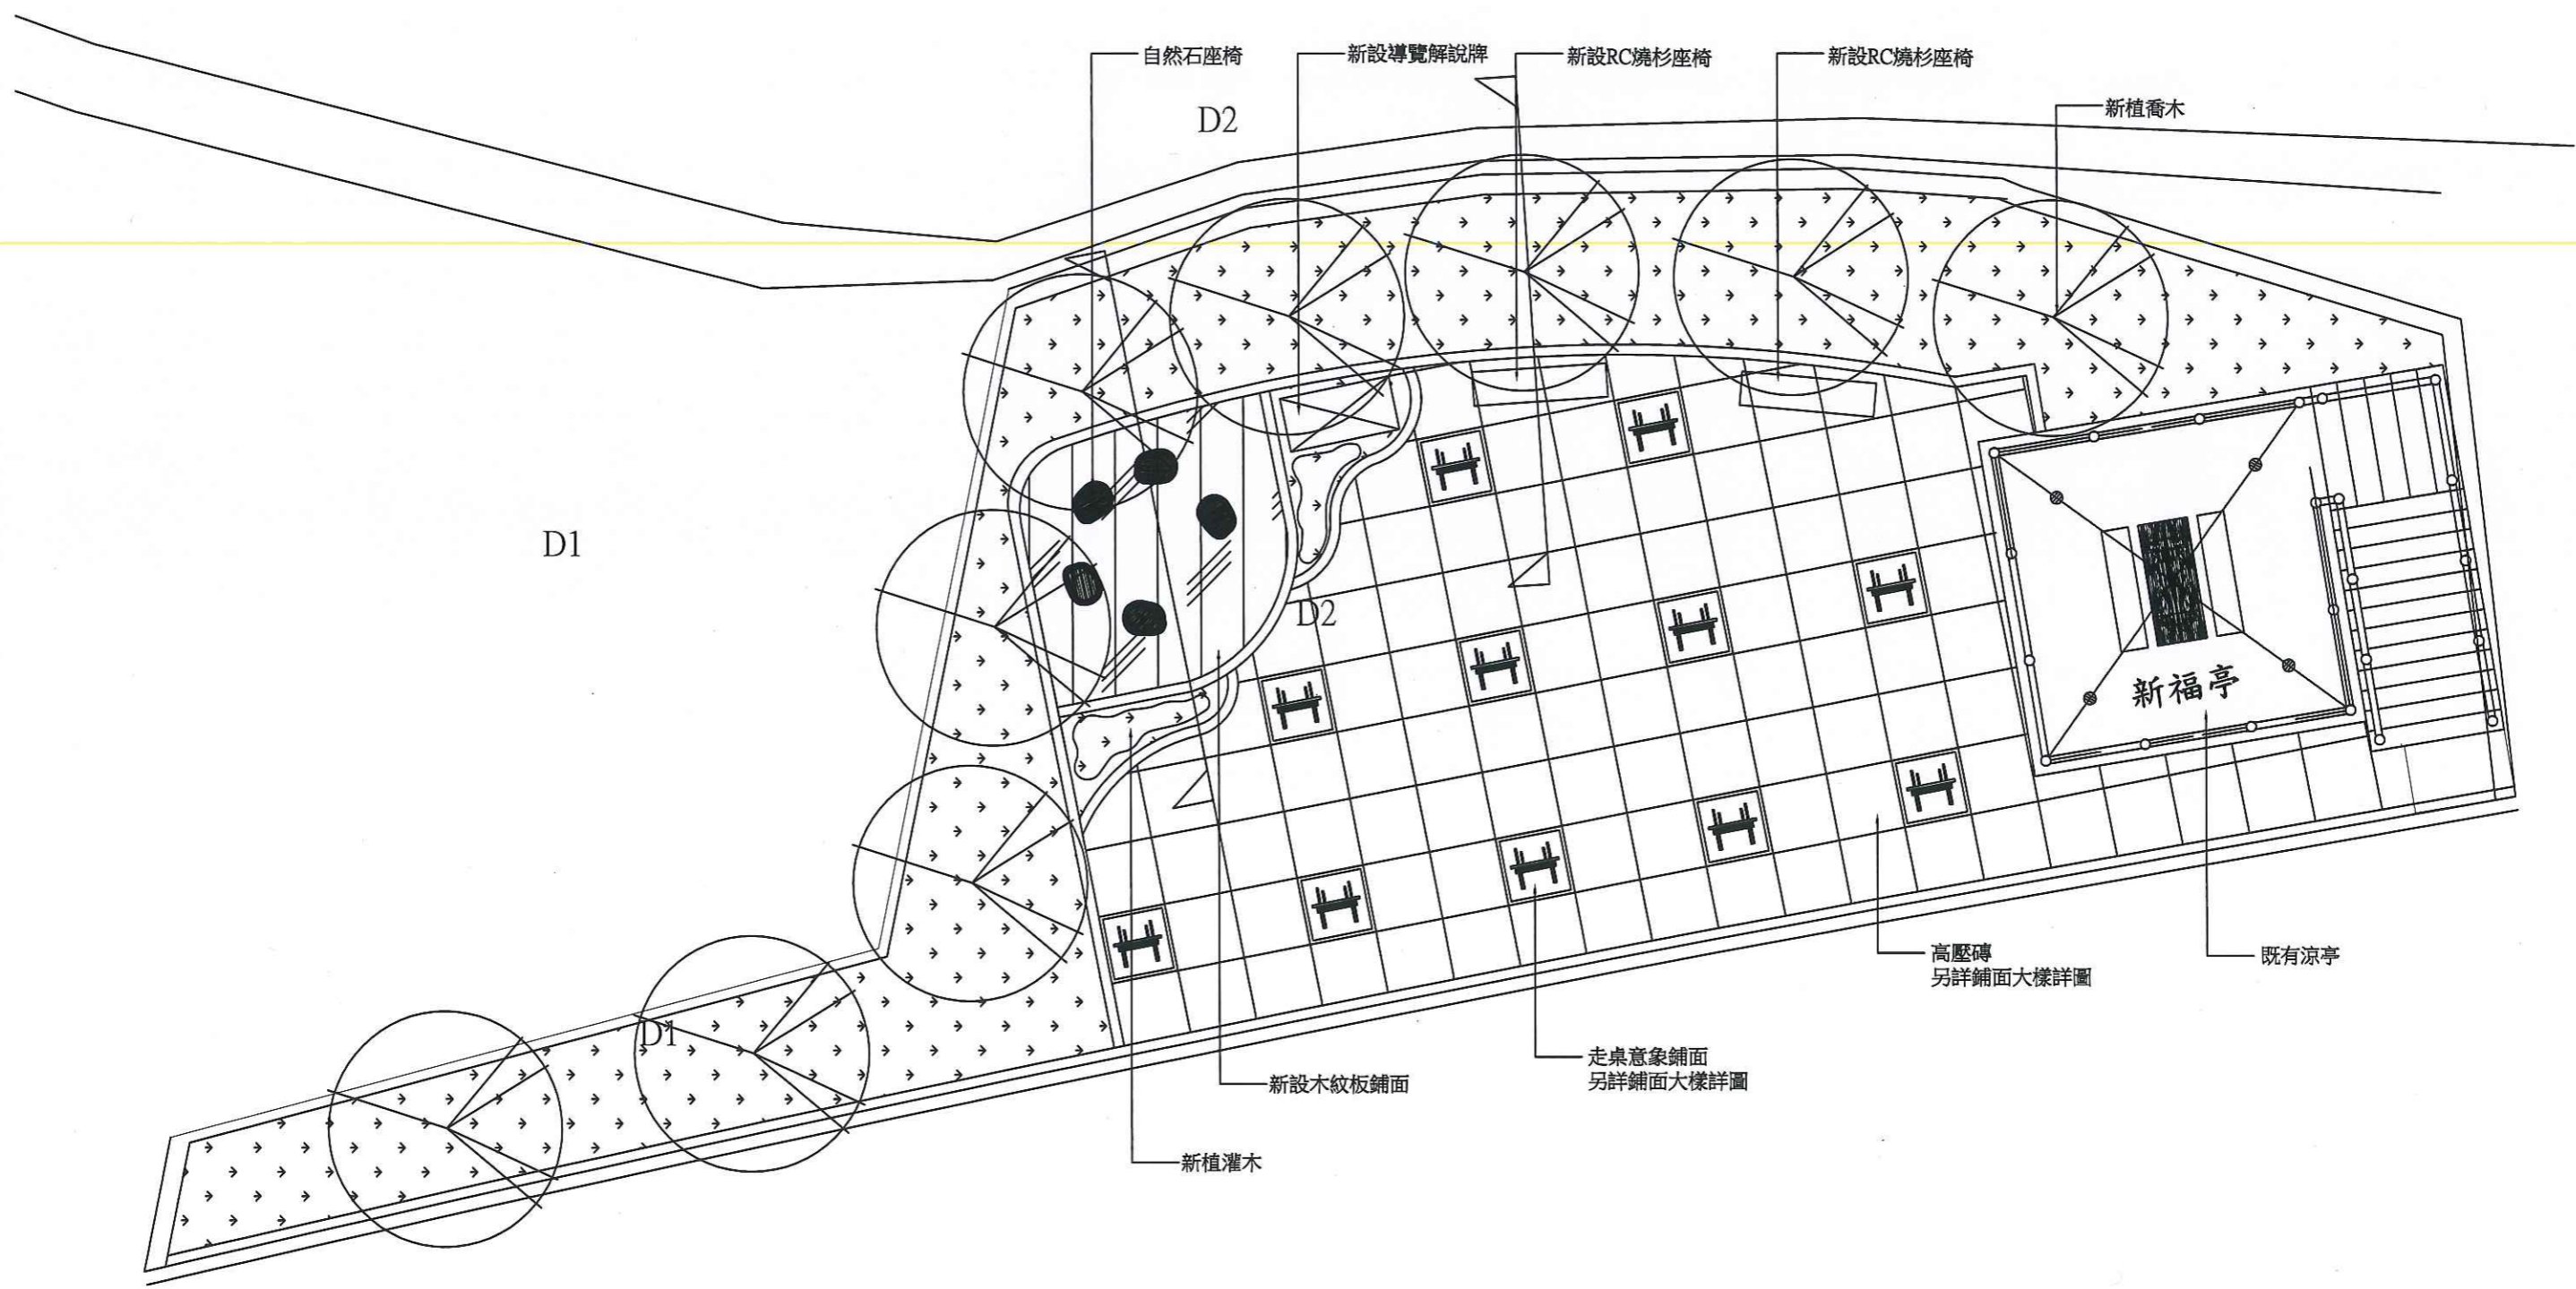 自然石座椅
新設導覽解說牌
新設RC燒杉座椅
新設RC燒杉座椅
新植喬木
D2
D1
D2
新福亭
D1
高壓磚
另詳鋪面大樣詳圖
既有涼亭
走桌意象鋪面
另詳鋪面大樣詳圖
新設木紋板鋪面
新植灌木